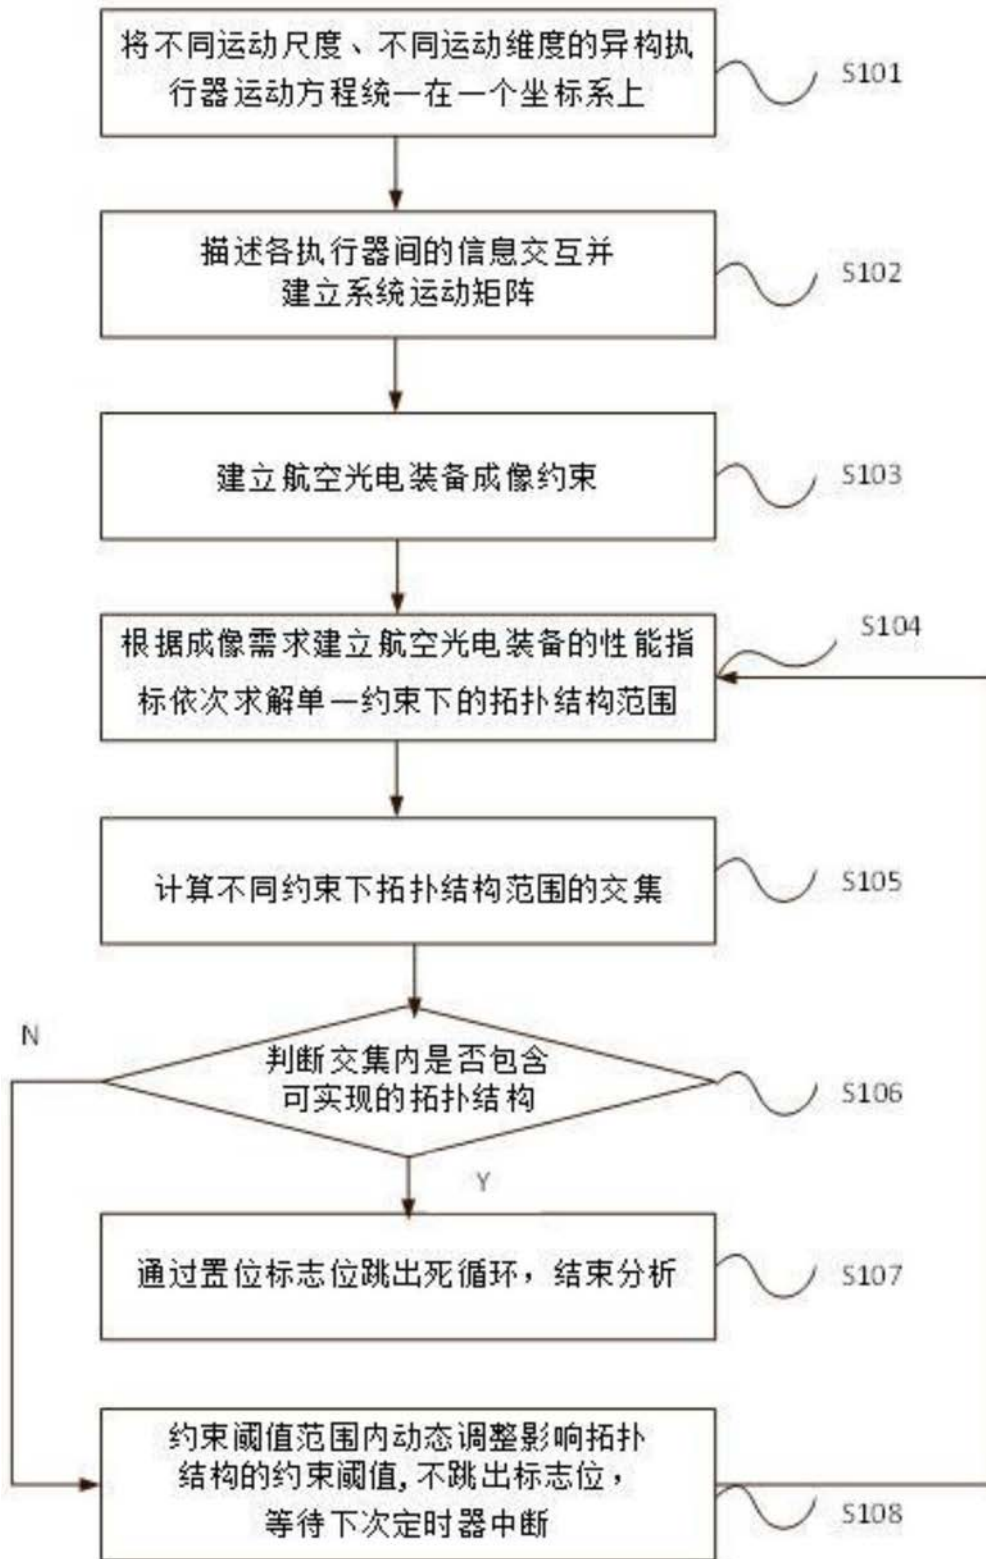 将不同运动尺度、不同运动维度的异构执
行器运动方程统一在一个坐标系上
S101
描述各执行器间的信息交互并
建立系统运动矩阵
S102
建立航空光电装备成像约束
S103
根据成像需求建立航空光电装备的性能指
标依次求解单一约束下的拓扑结构范围
S104
计算不同约束下拓扑结构范围的交集
S105
N
判断交集内是否包含
可实现的拓扑结构
S106
Y
通过置位标志位跳出死循环，结束分析
S107
约束阈值范围内动态调整影响拓扑
结构的约束阈值,不跳出标志位，
等待下次定时器中断
S108